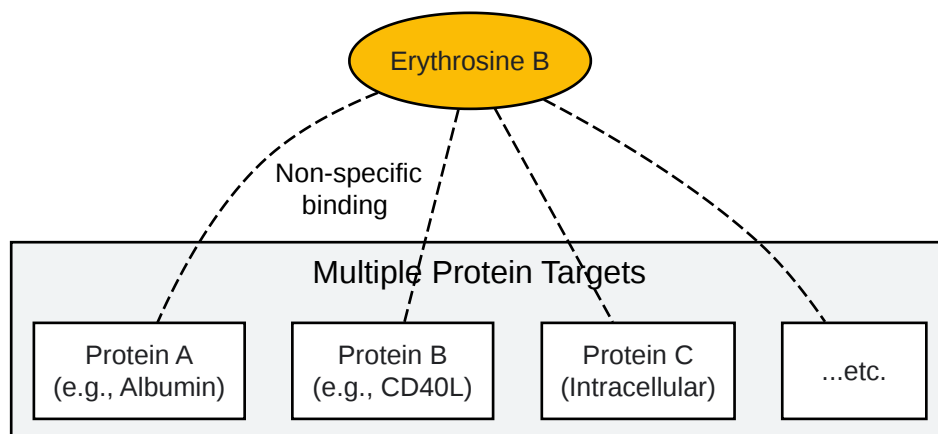 Erythrosine B
Non-specific
binding
Multiple Protein Targets
Protein A
(e.g., Albumin)
Protein B
(e.g., CD40L)
Protein C
(Intracellular)
...etc.